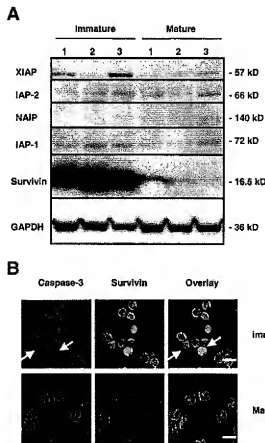 A
Immature Mature
1 2 3 1 2 3
XIAP - 57 kD
IAP-2 - 66 kD
NAIP - 140 kD
IAP-1 - 72 kD
Survivin - 16.5 kD
GAPDH - 36 kD
B
Caspase-3 Survivin Overlay